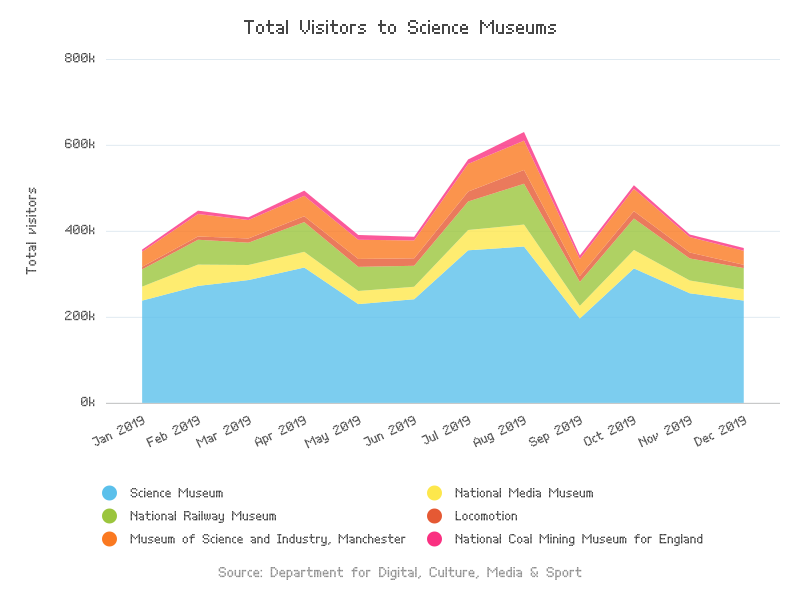 Total Visitors to Science Museums
800k
600k
400k
200k
0k
Total visitors
Jan 2019
Feb 2019
Mar 2019
Apr 2019
May 2019
Jun 2019
Jul 2019
Aug 2019
Sep 2019
Oct 2019
Nov 2019
Dec 2019
Science Museum
National Media Museum
National Railway Museum
Locomotion
Museum of Science and Industry, Manchester
National Coal Mining Museum for England
Source: Department for Digital, Culture, Media & Sport